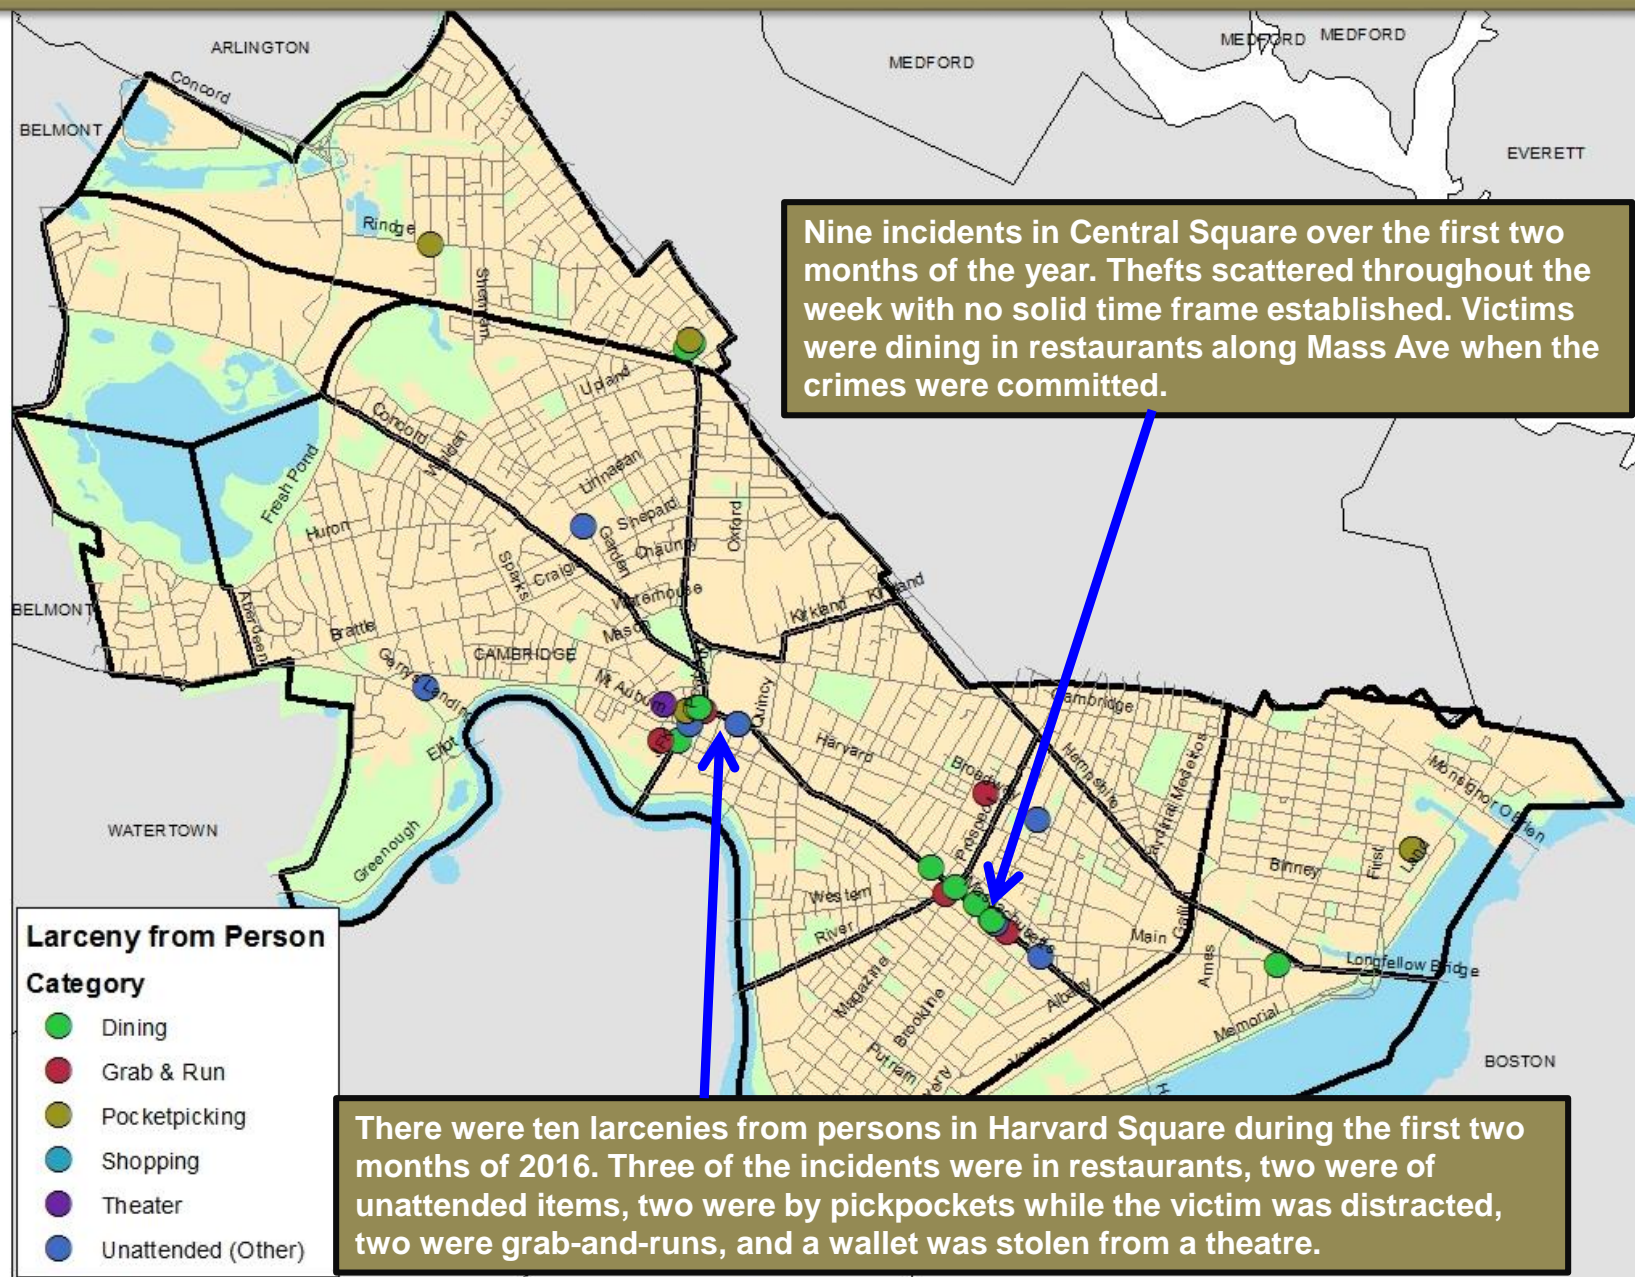 ARLINGTON
MEDFORD
MEDFORD
MEDFORD
Concord
BELMONT
EVERETT
Rindge
Sherman
Nine incidents in Central Square over the first two
months of the year. Thefts scattered throughout the
week with no solid time frame established. Victims
were dining in restaurants along Mass Ave when the
crimes were committed.
Upland
Concord
Walden
Linnaean
Fresh Pond
Shepard
Oxford
Huron
Garden
Chauncy
Sparks
Craigie
Waterhouse
Kirkland
Kirkland
BELMONT
Aberdeen
Brattle
Mason
CAMBRIDGE
Gerrys Landing
Mt Auburn
Quincy
Cambridge
Eliot
Harvard
Hampshire
Cardinal Medeiros
Broadway
Monsignor O'Brien
WATERTOWN
Prospect
Greenough
Binney
First
Land
Western
Massachusetts
River
Main
Ames
Longfellow Bridge
Magazine
Brookline
Albany
Memorial
Putnam
BOSTON
Larceny from Person
Category
Dining
Grab & Run
Pocketpicking
Shopping
Theater
Unattended (Other)
There were ten larcenies from persons in Harvard Square during the first two
months of 2016. Three of the incidents were in restaurants, two were of
unattended items, two were by pickpockets while the victim was distracted,
two were grab-and-runs, and a wallet was stolen from a theatre.